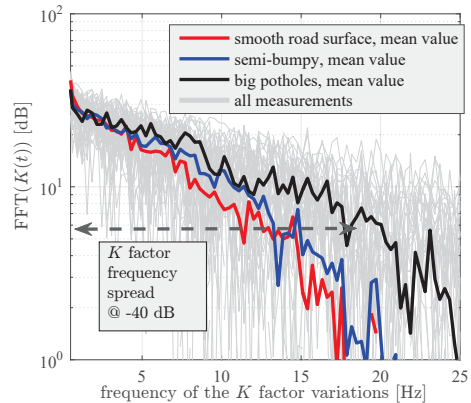 10^2
smooth road surface, mean value
semi-bumpy, mean value
big potholes, mean value
all measurements
FFT(K(t)) [dB]
10^1
K factor
frequency
spread
@ -40 dB
10^0
5 10 15 20 25
frequency of the K factor variations [Hz]